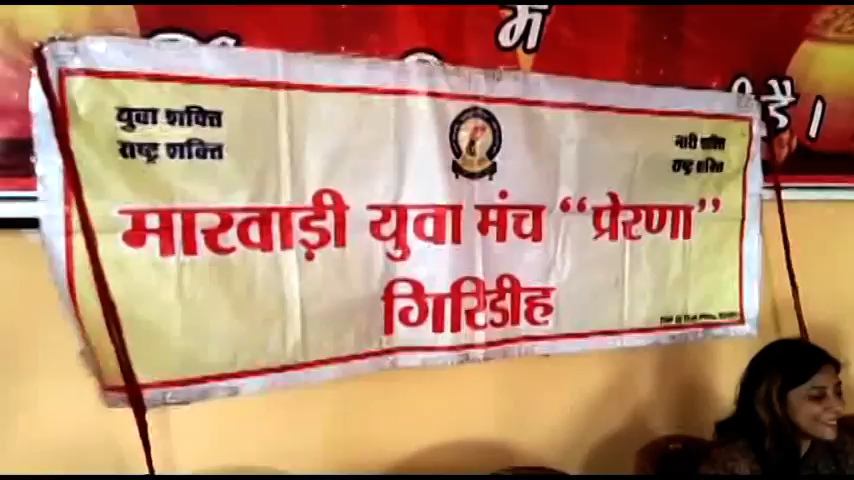 में
है।
युवा शक्ति
राष्ट्र शक्ति
नारी शक्ति
राष्ट्र शक्ति
मारवाड़ी युवा मंच “प्रेरणा”
गिरिडीह